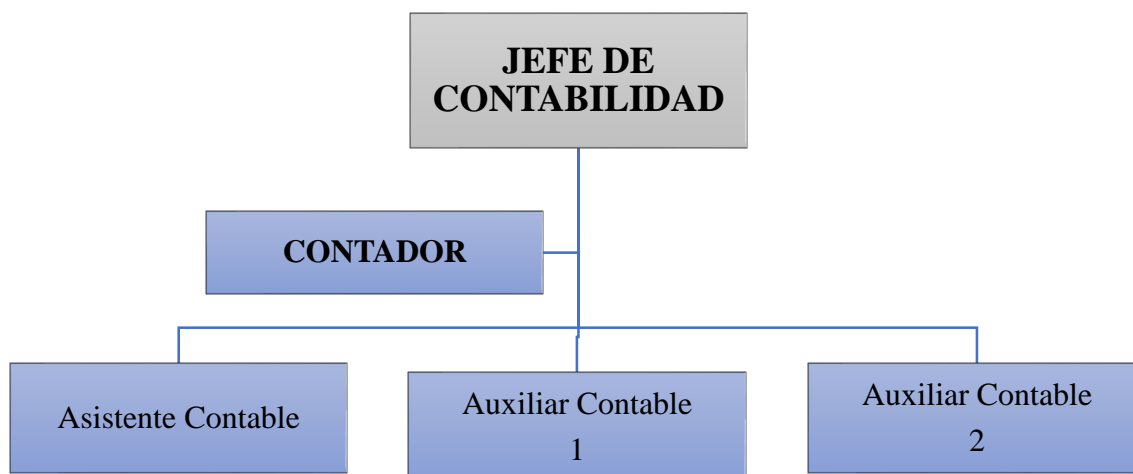 JEFE DE
CONTABILIDAD
CONTADOR
Asistente Contable
Auxiliar Contable
1
Auxiliar Contable
2